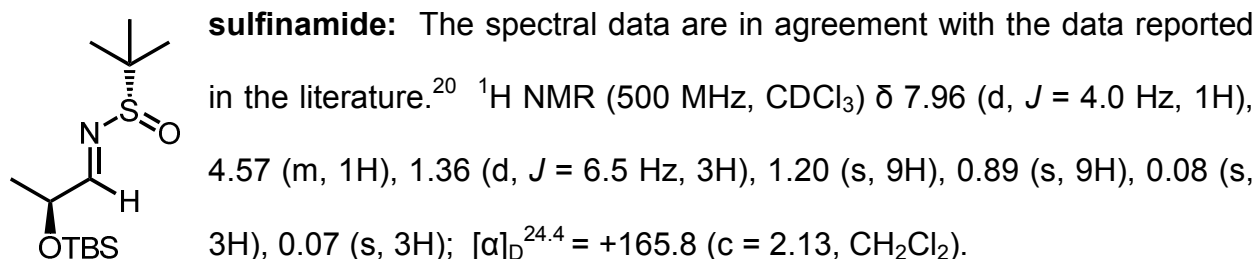 sulfinamide: The spectral data are in agreement with the data reported
in the literature.²⁰ ¹H NMR (500 MHz, CDCl₃) δ 7.96 (d, J = 4.0 Hz, 1H),
4.57 (m, 1H), 1.36 (d, J = 6.5 Hz, 3H), 1.20 (s, 9H), 0.89 (s, 9H), 0.08 (s,
3H), 0.07 (s, 3H); [α]D²⁴·⁴ = +165.8 (c = 2.13, CH₂Cl₂).
S
N
O
H
OTBS